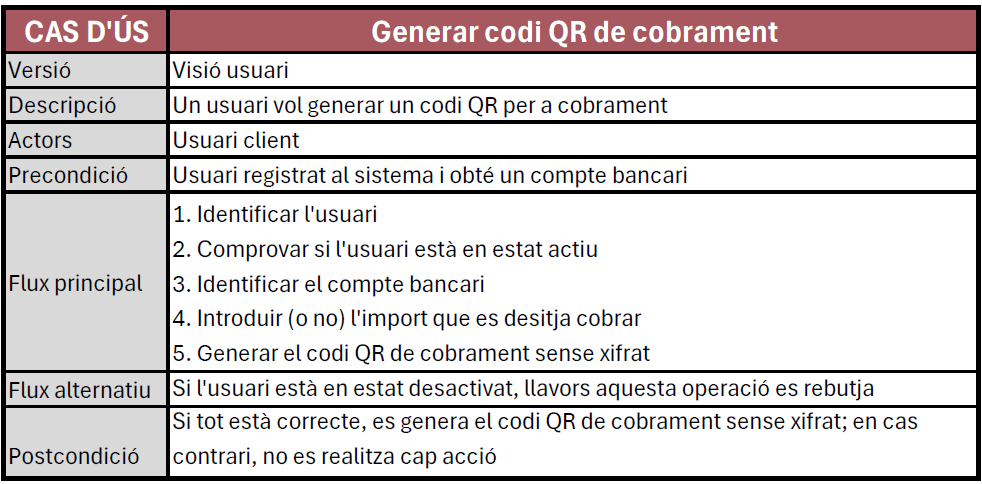 CAS D'ÚS Generar codi QR de cobrament
Versió Visió usuari
Descripció Un usuari vol generar un codi QR per a cobrament
Actors Usuari client
Precondició Usuari registrat al sistema i obté un compte bancari
Flux principal
1. Identificar l'usuari
2. Comprovar si l'usuari està en estat actiu
3. Identificar el compte bancari
4. Introduir (o no) l'import que es desitja cobrar
5. Generar el codi QR de cobrament sense xifrat
Flux alternatiu Si l'usuari està en estat desactivat, llavors aquesta operació es rebutja
Postcondició
Si tot està correcte, es genera el codi QR de cobrament sense xifrat; en cas
contrari, no es realitza cap acció